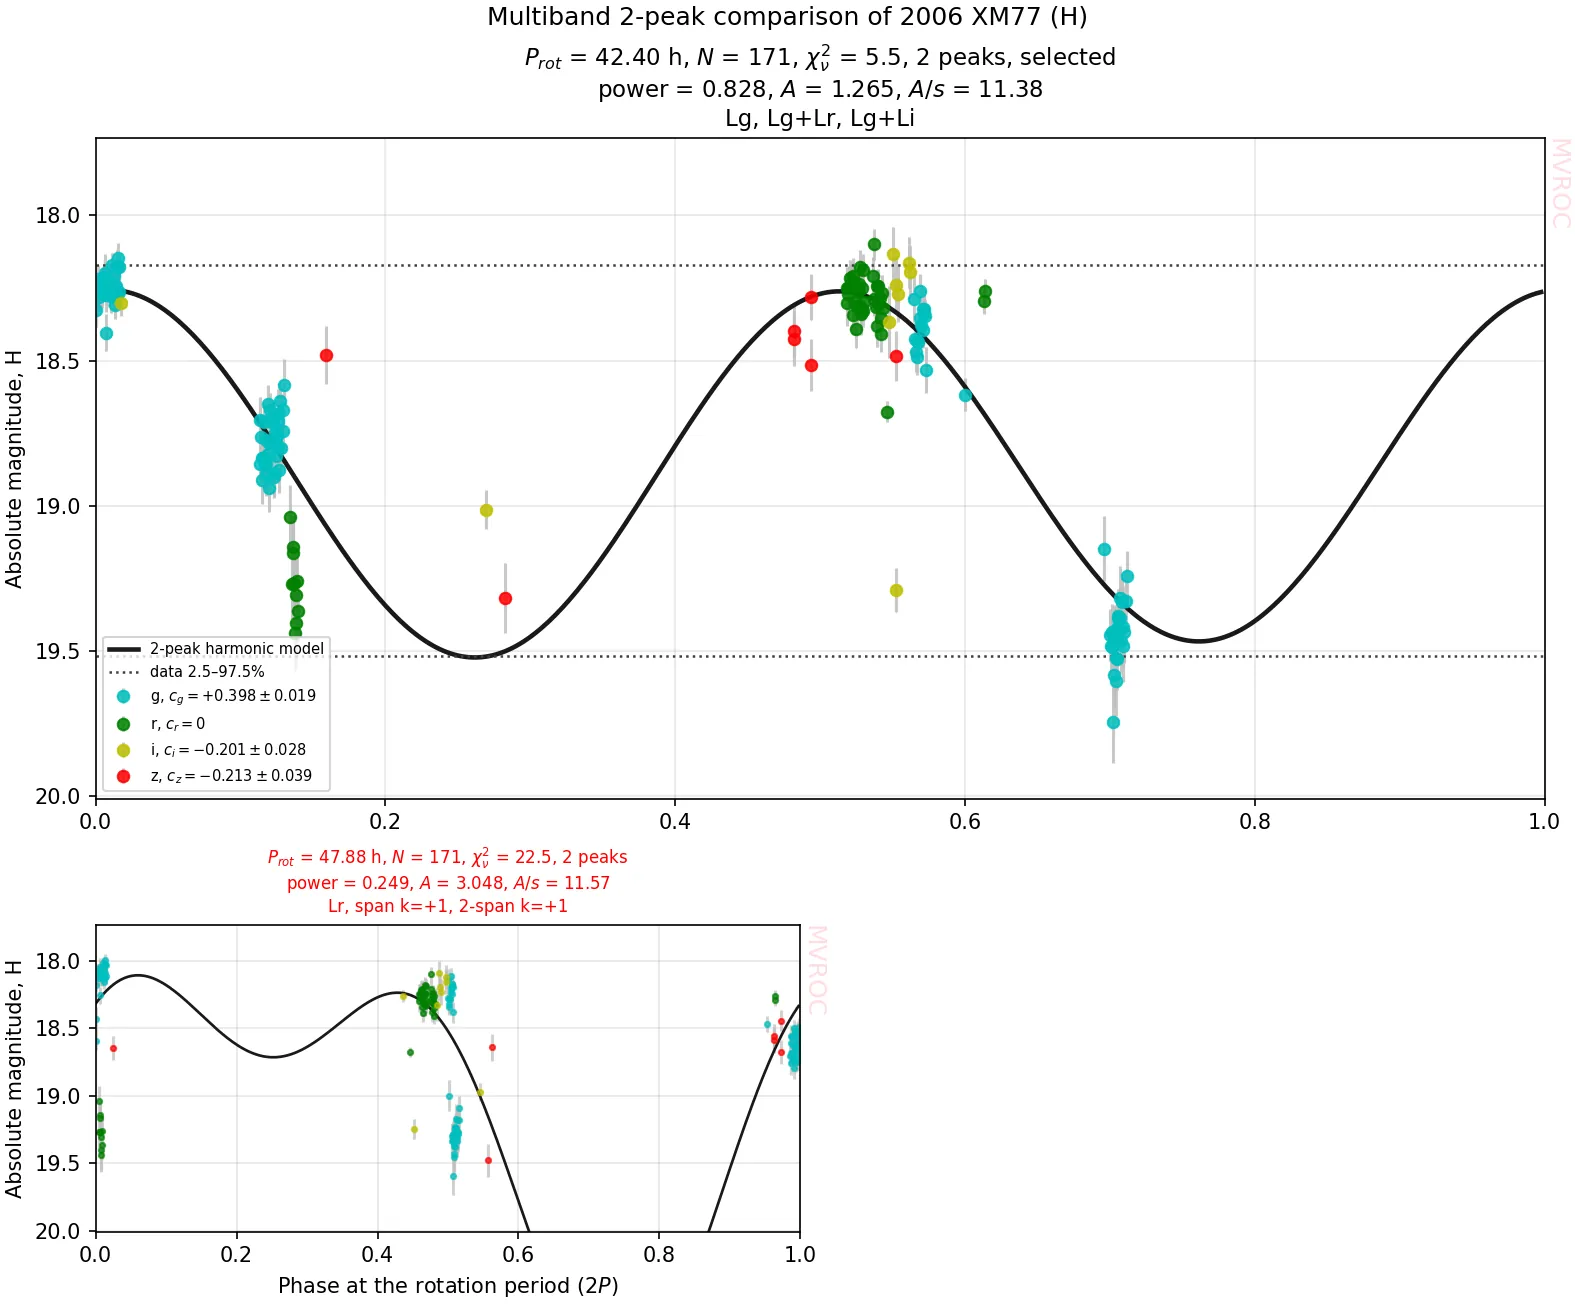 Multiband 2-peak comparison of 2006 XM77 (H)
P_rot = 42.40 h, N = 171, χ²_ν = 5.5, 2 peaks, selected
power = 0.828, A = 1.265, A/s = 11.38
Lg, Lg+Lr, Lg+Li
MVROC
Absolute magnitude, H
18.0
18.5
19.0
19.5
20.0
2-peak harmonic model
data 2.5–97.5%
g, c_g = +0.398 ± 0.019
r, c_r = 0
i, c_i = −0.201 ± 0.028
z, c_z = −0.213 ± 0.039
0.0 0.2 0.4 0.6 0.8 1.0
P_rot = 47.88 h, N = 171, χ²_ν = 22.5, 2 peaks
power = 0.249, A = 3.048, A/s = 11.57
Lr, span k=+1, 2-span k=+1
MVROC
Absolute magnitude, H
18.0
18.5
19.0
19.5
20.0
0.0 0.2 0.4 0.6 0.8 1.0
Phase at the rotation period (2P)